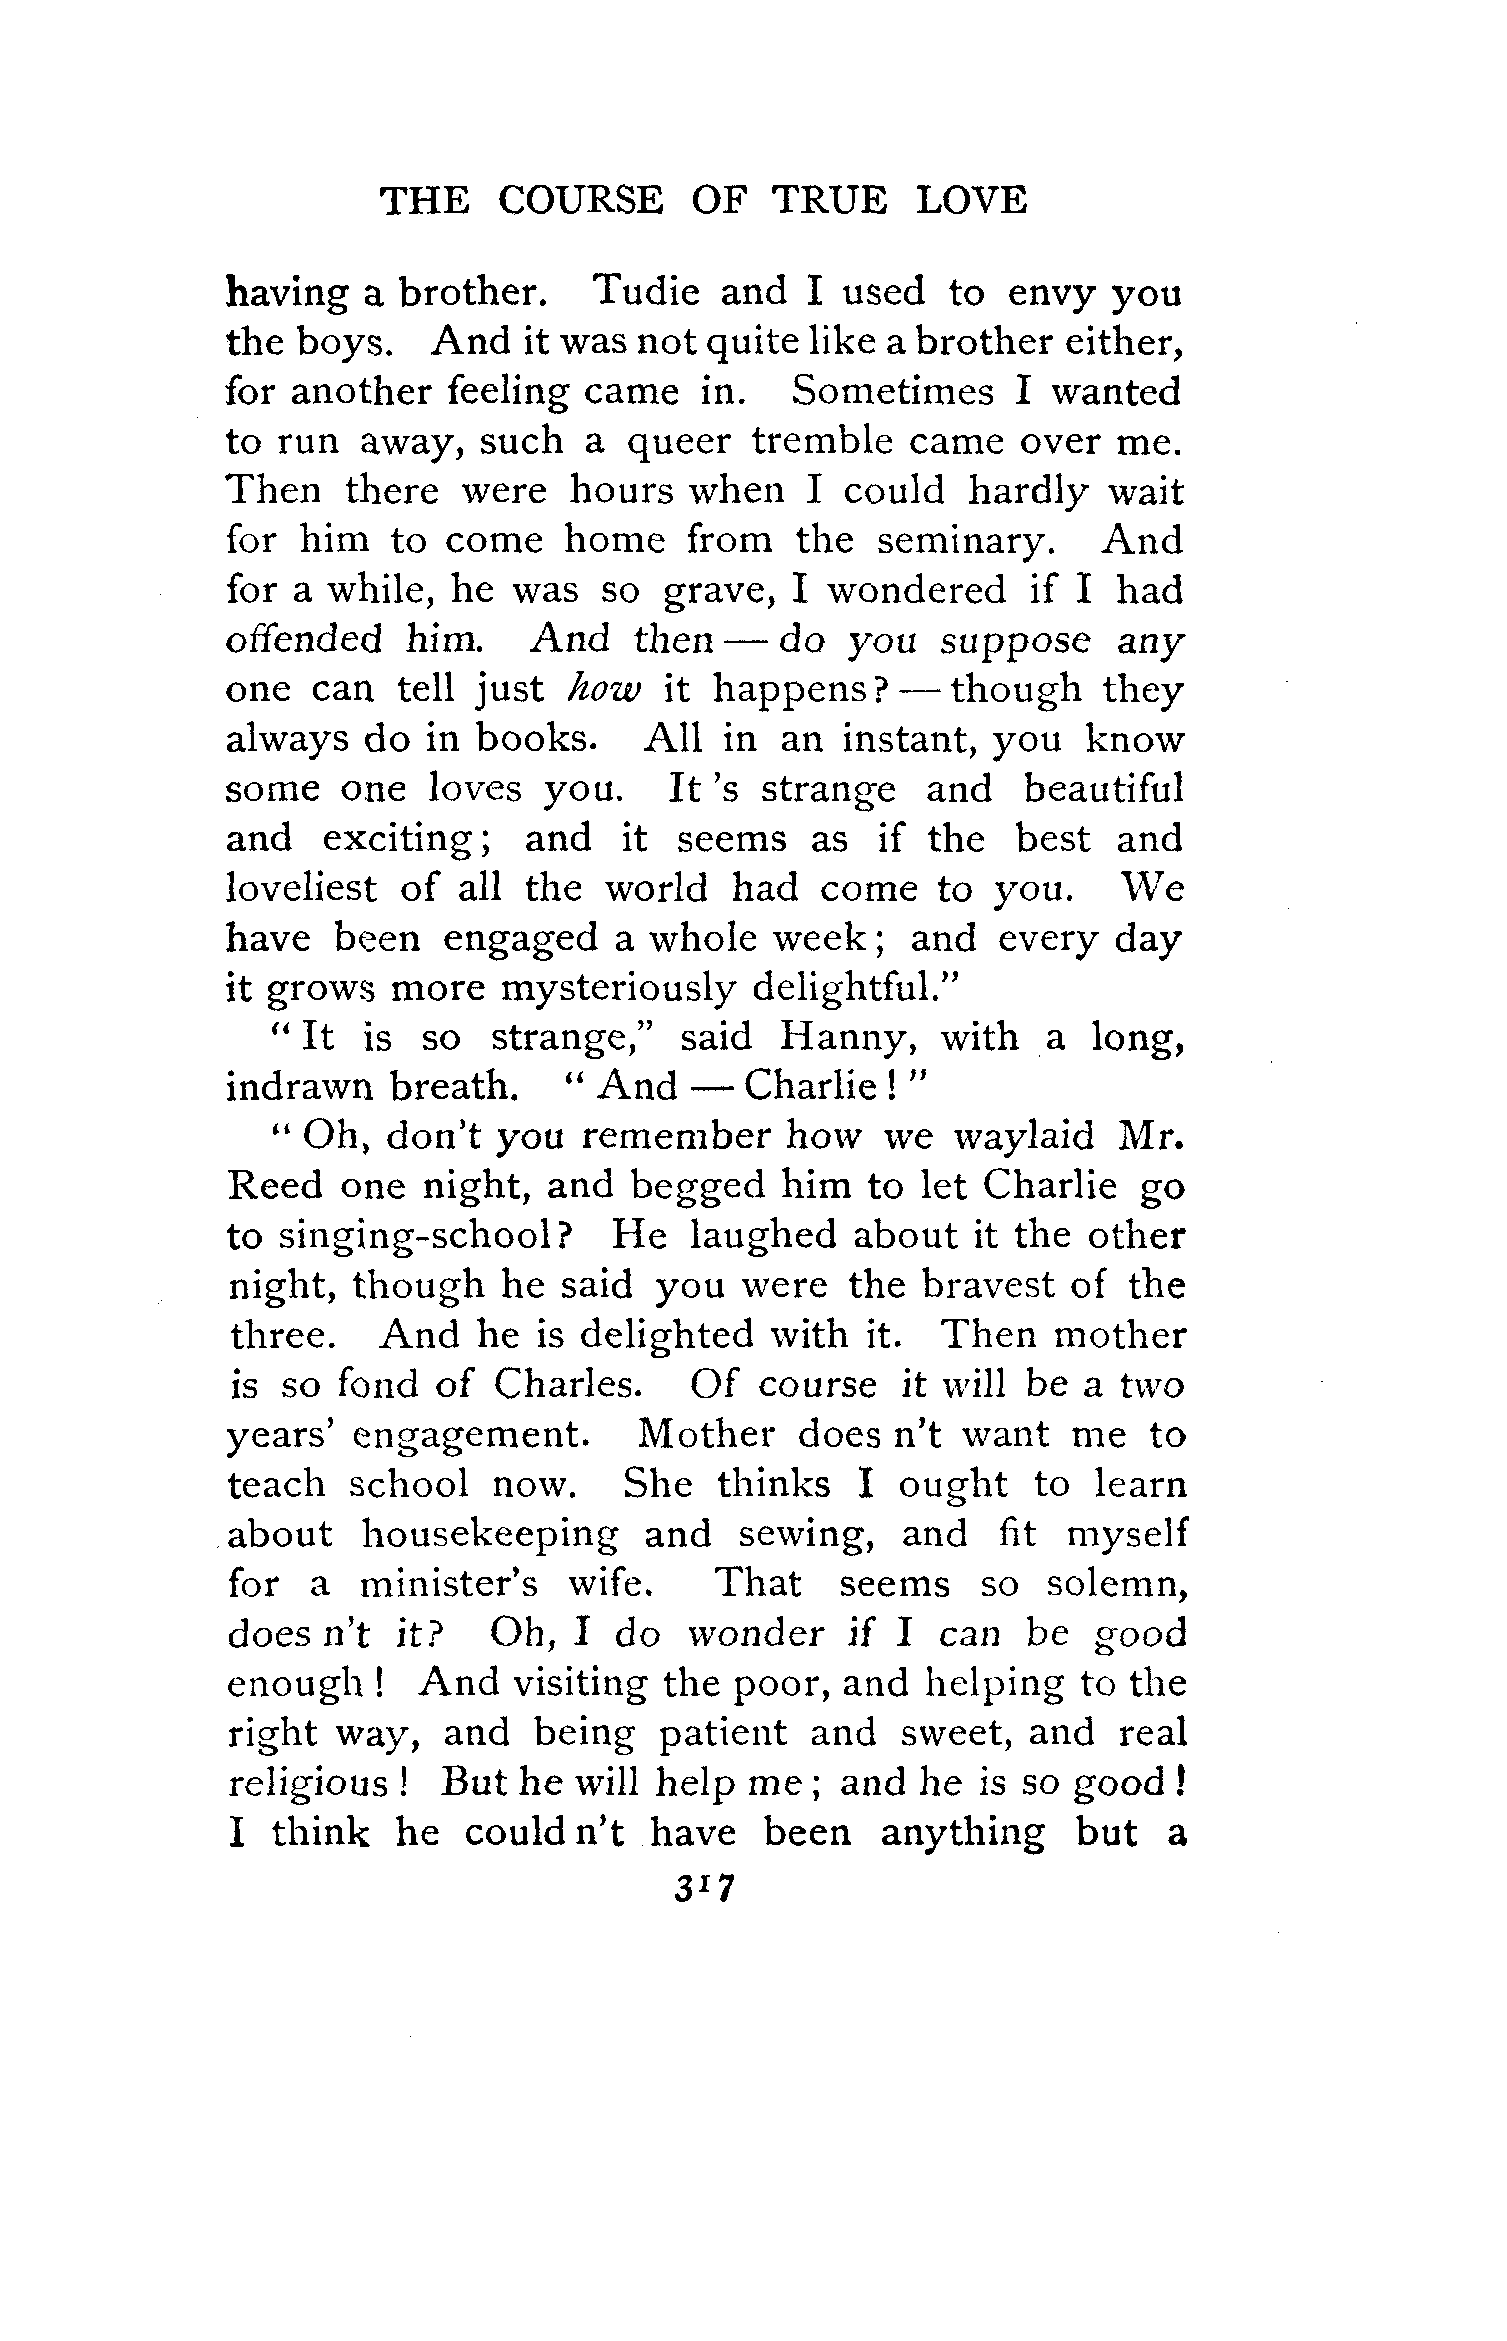 THE COURSE OF TRUE LOVE
having a brother. Tudie and I used to envy you
the boys. And it was not quite like a brother either,
for another feeling came in. Sometimes I wanted
to run away, such a queer tremble came over me.
Then there were hours when I could hardly wait
for him to come home from the seminary. And
for a while, he was so grave, I wondered if I had
offended him. And then — do you suppose any
one can tell just how it happens? — though they
always do in books. All in an instant, you know
some one loves you. It 's strange and beautiful
and exciting; and it seems as if the best and
loveliest of all the world had come to you. We
have been engaged a whole week; and every day
it grows more mysteriously delightful."
"It is so strange," said Hanny, with a long,
indrawn breath. "And — Charlie!"
"Oh, don't you remember how we waylaid Mr.
Reed one night, and begged him to let Charlie go
to singing-school? He laughed about it the other
night, though he said you were the bravest of the
three. And he is delighted with it. Then mother
is so fond of Charles. Of course it will be a two
years' engagement. Mother does n't want me to
teach school now. She thinks I ought to learn
about housekeeping and sewing, and fit myself
for a minister's wife. That seems so solemn,
does n't it? Oh, I do wonder if I can be good
enough! And visiting the poor, and helping to the
right way, and being patient and sweet, and real
religious! But he will help me; and he is so good!
I think he could n't have been anything but a
317